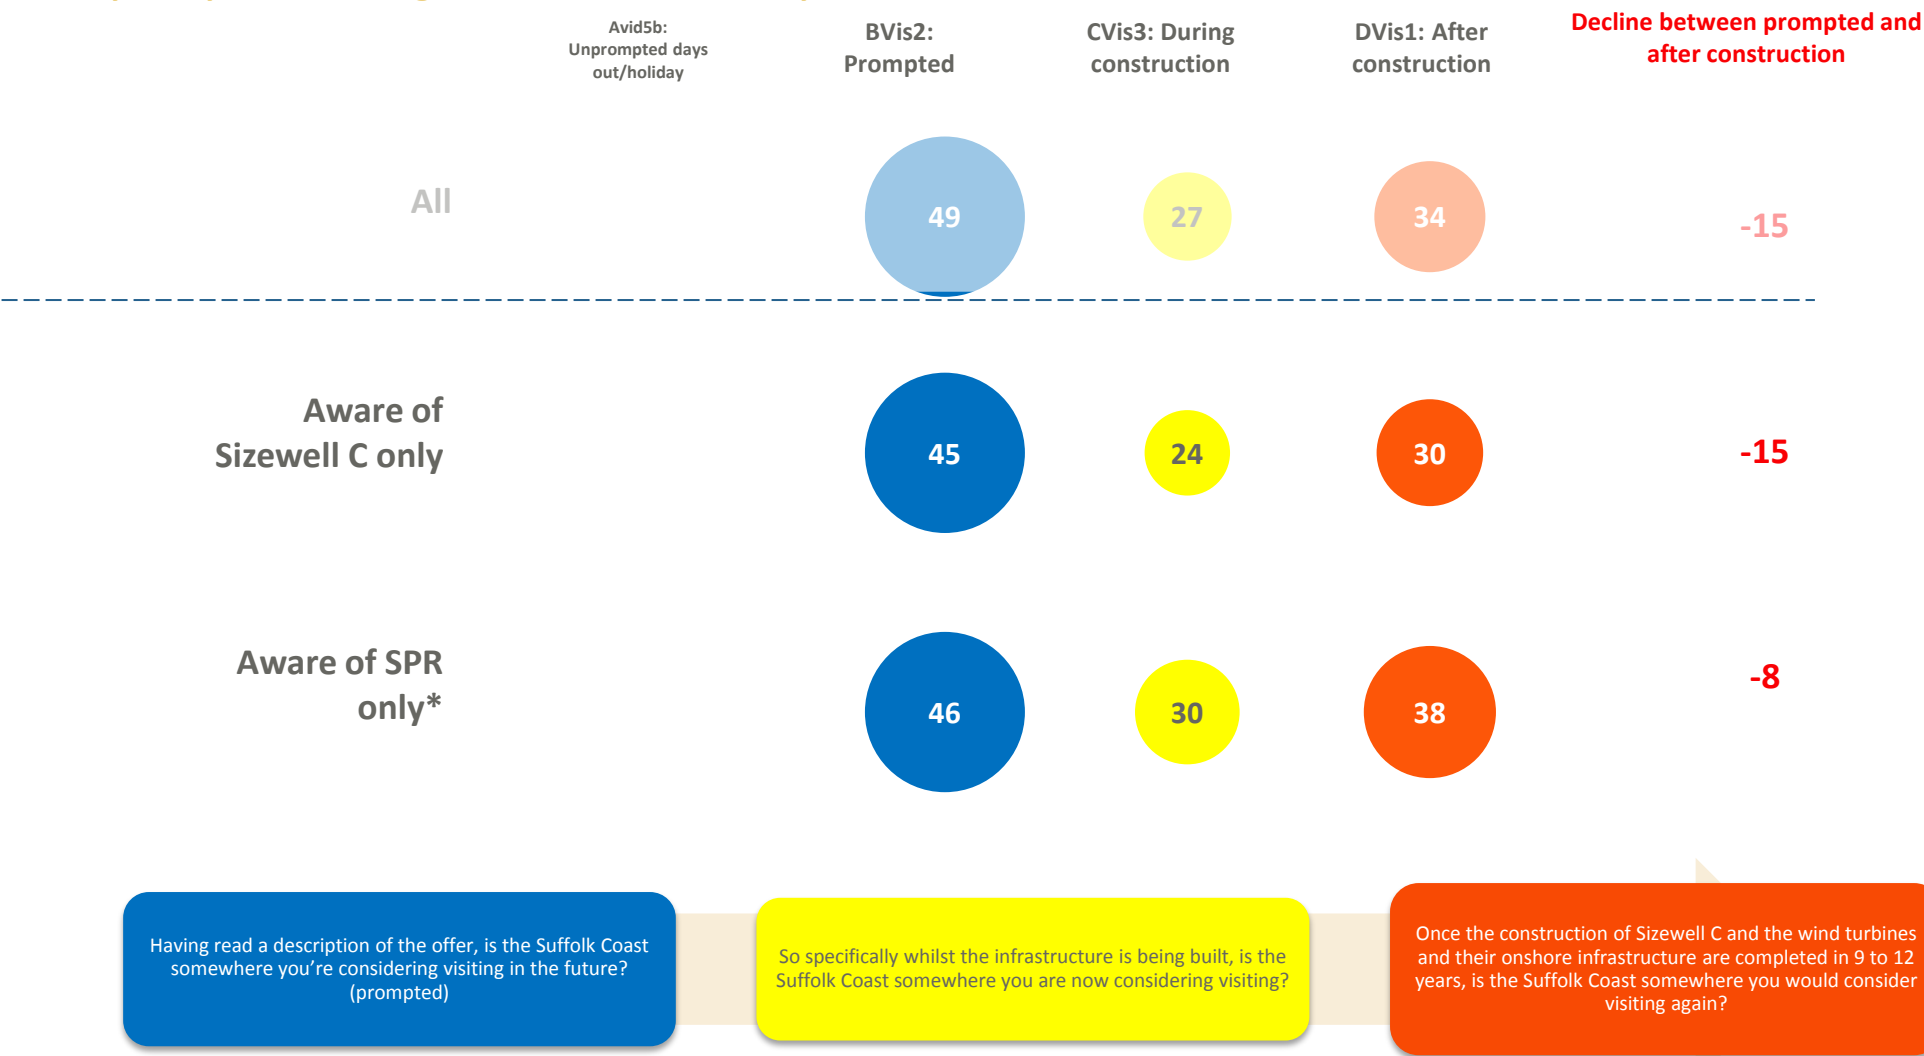 Avid5b:
Unprompted days
out/holiday
BVis2:
Prompted
CVis3: During
construction
DVis1: After
construction
Decline between prompted and
after construction
All
49
27
34
-15
Aware of
Sizewell C only
45
24
30
-15
Aware of SPR
only*
46
30
38
-8
Having read a description of the offer, is the Suffolk Coast
somewhere you're considering visiting in the future?
(prompted)
So specifically whilst the infrastructure is being built, is the
Suffolk Coast somewhere you are now considering visiting?
Once the construction of Sizewell C and the wind turbines
and their onshore infrastructure are completed in 9 to 12
years, is the Suffolk Coast somewhere you would consider
visiting again?